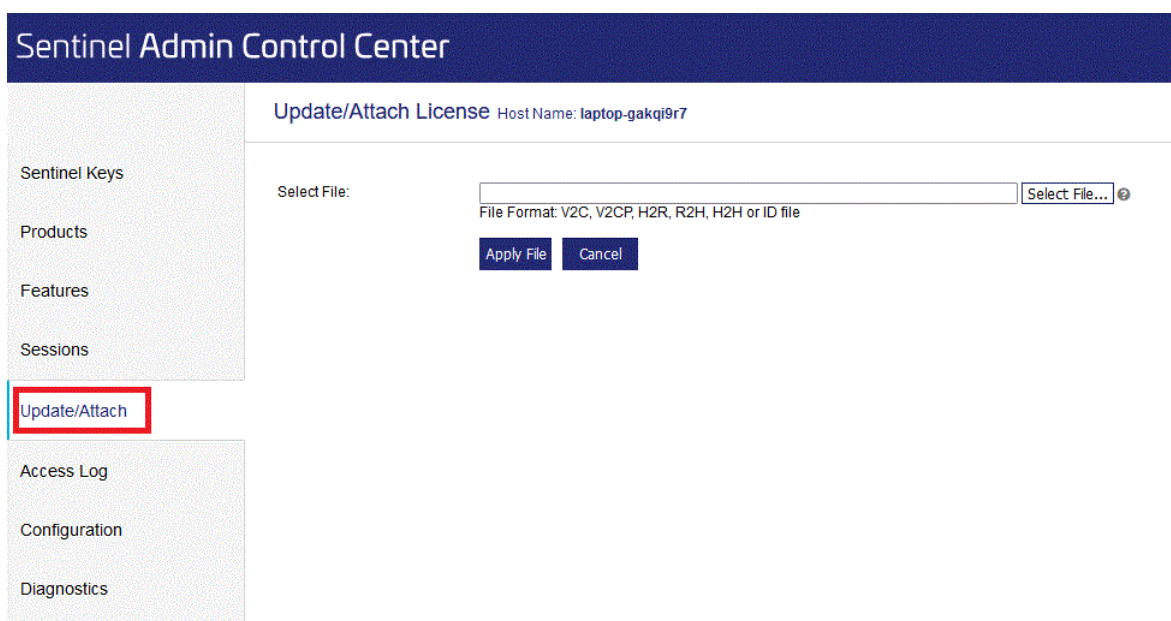 Sentinel Admin Control Center
Update/Attach License Host Name: laptop-gakqi9r7
Sentinel Keys
Select File:
Select File...
File Format: V2C, V2CP, H2R, R2H, H2H or ID file
Products
Apply File
Cancel
Features
Sessions
Update/Attach
Access Log
Configuration
Diagnostics